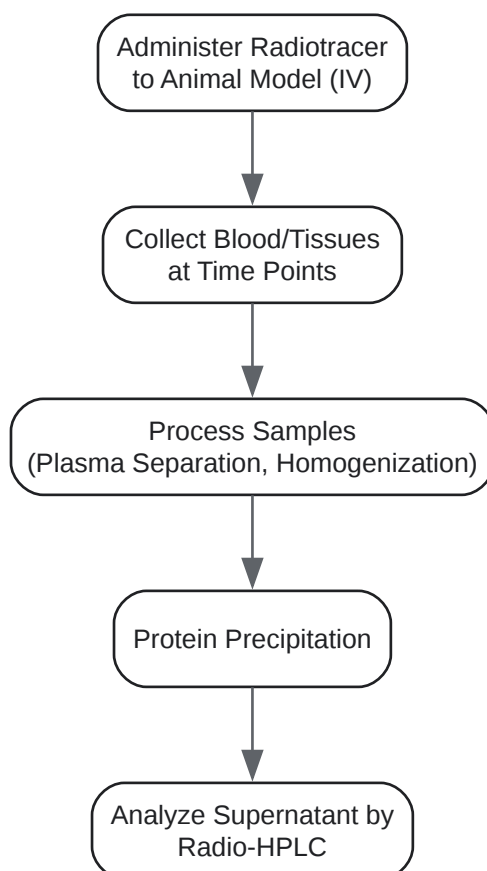 Administer Radiotracer
to Animal Model (IV)
Collect Blood/Tissues
at Time Points
Process Samples
(Plasma Separation, Homogenization)
Protein Precipitation
Analyze Supernatant by
Radio-HPLC